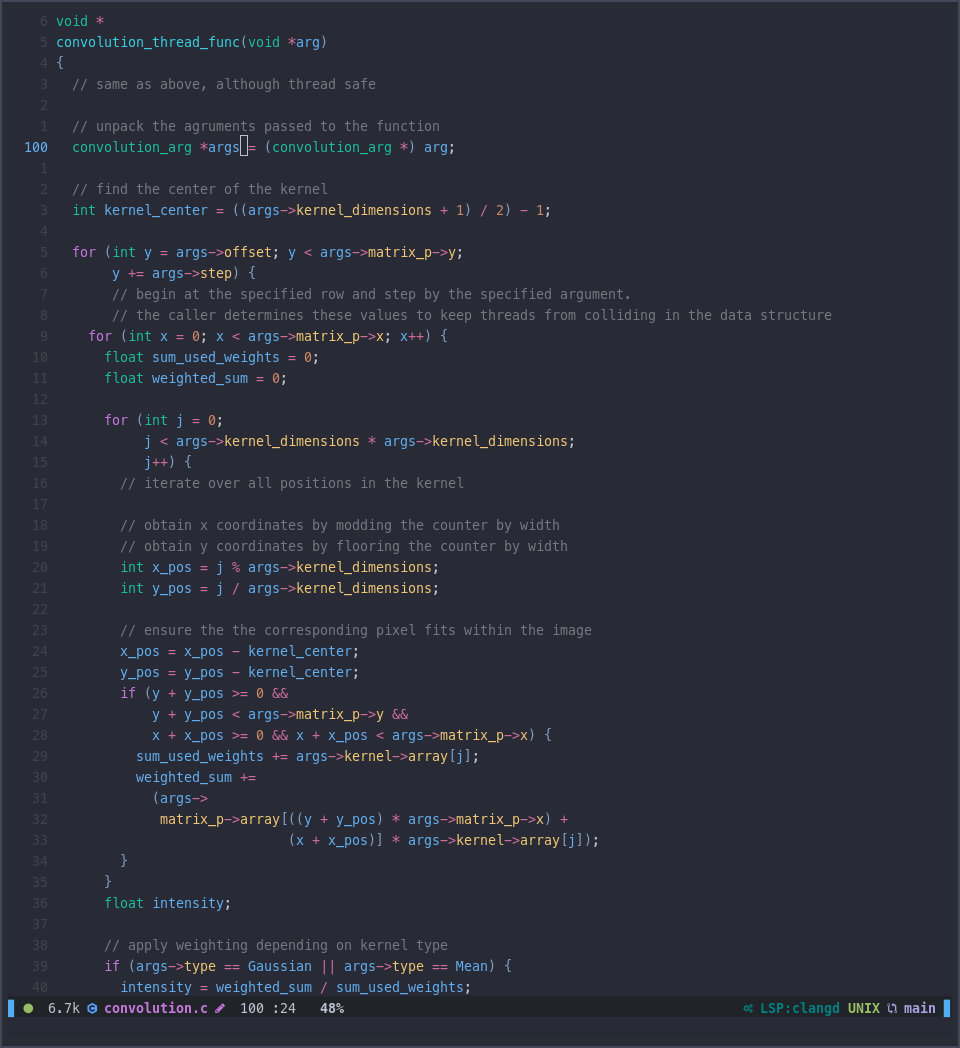 6 void *
5 convolution_thread_func(void *arg)
4 {
3   // same as above, although thread safe
2
1   // unpack the agruments passed to the function
100   convolution_arg *args = (convolution_arg *) arg;
1
2   // find the center of the kernel
3   int kernel_center = ((args->kernel_dimensions + 1) / 2) - 1;
4
5   for (int y = args->offset; y < args->matrix_p->y;
6        y += args->step) {
7        // begin at the specified row and step by the specified argument.
8        // the caller determines these values to keep threads from colliding in the data structure
9     for (int x = 0; x < args->matrix_p->x; x++) {
10       float sum_used_weights = 0;
11       float weighted_sum = 0;
12
13       for (int j = 0;
14            j < args->kernel_dimensions * args->kernel_dimensions;
15            j++) {
16         // iterate over all positions in the kernel
17
18         // obtain x coordinates by modding the counter by width
19         // obtain y coordinates by flooring the counter by width
20         int x_pos = j % args->kernel_dimensions;
21         int y_pos = j / args->kernel_dimensions;
22
23         // ensure the the corresponding pixel fits within the image
24         x_pos = x_pos - kernel_center;
25         y_pos = y_pos - kernel_center;
26         if (y + y_pos >= 0 &&
27             y + y_pos < args->matrix_p->y &&
28             x + x_pos >= 0 && x + x_pos < args->matrix_p->x) {
29           sum_used_weights += args->kernel->array[j];
30           weighted_sum +=
31             (args->
32              matrix_p->array[((y + y_pos) * args->matrix_p->x) +
33                              (x + x_pos)] * args->kernel->array[j]);
34         }
35       }
36       float intensity;
37
38       // apply weighting depending on kernel type
39       if (args->type == Gaussian || args->type == Mean) {
40         intensity = weighted_sum / sum_used_weights;
6.7k convolution.c 100 :24 48% LSP:clangd UNIX main